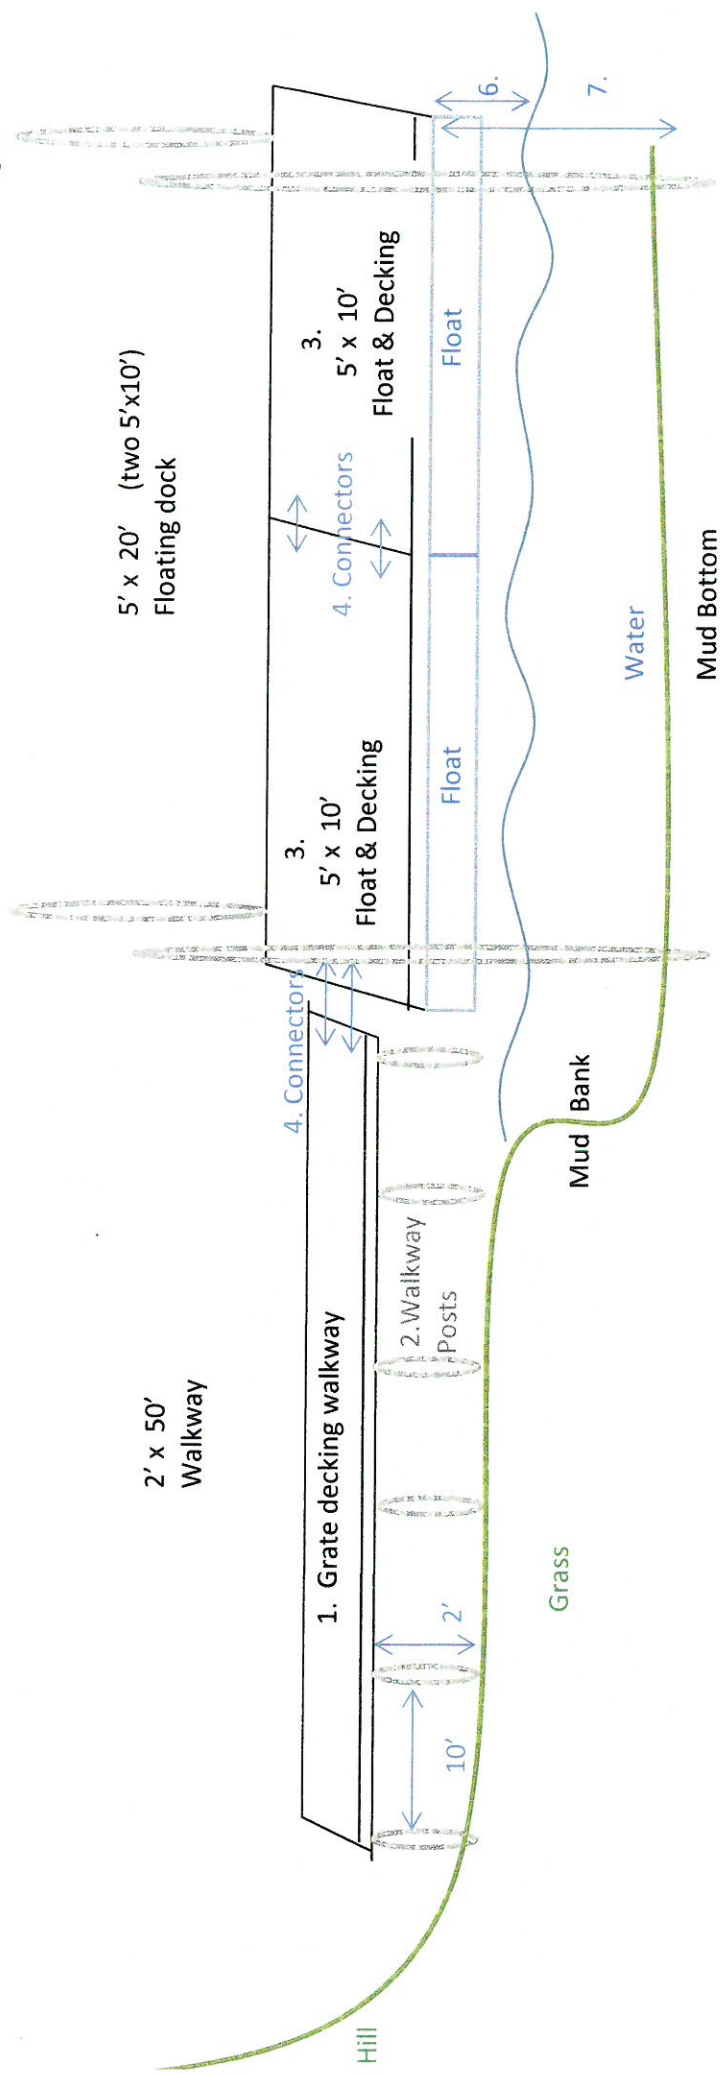 5' x 20'   (two 5'x10')
Floating dock
2' x 50'
Walkway
3.
5' x 10'
Float & Decking
3.
5' x 10'
Float & Decking
4. Connectors
4. Connectors
1.  Grate decking walkway
2.Walkway
Posts
10'
2'
Float
Float
6.
7.
Hill
Grass
Mud  Bank
Water
Mud Bottom